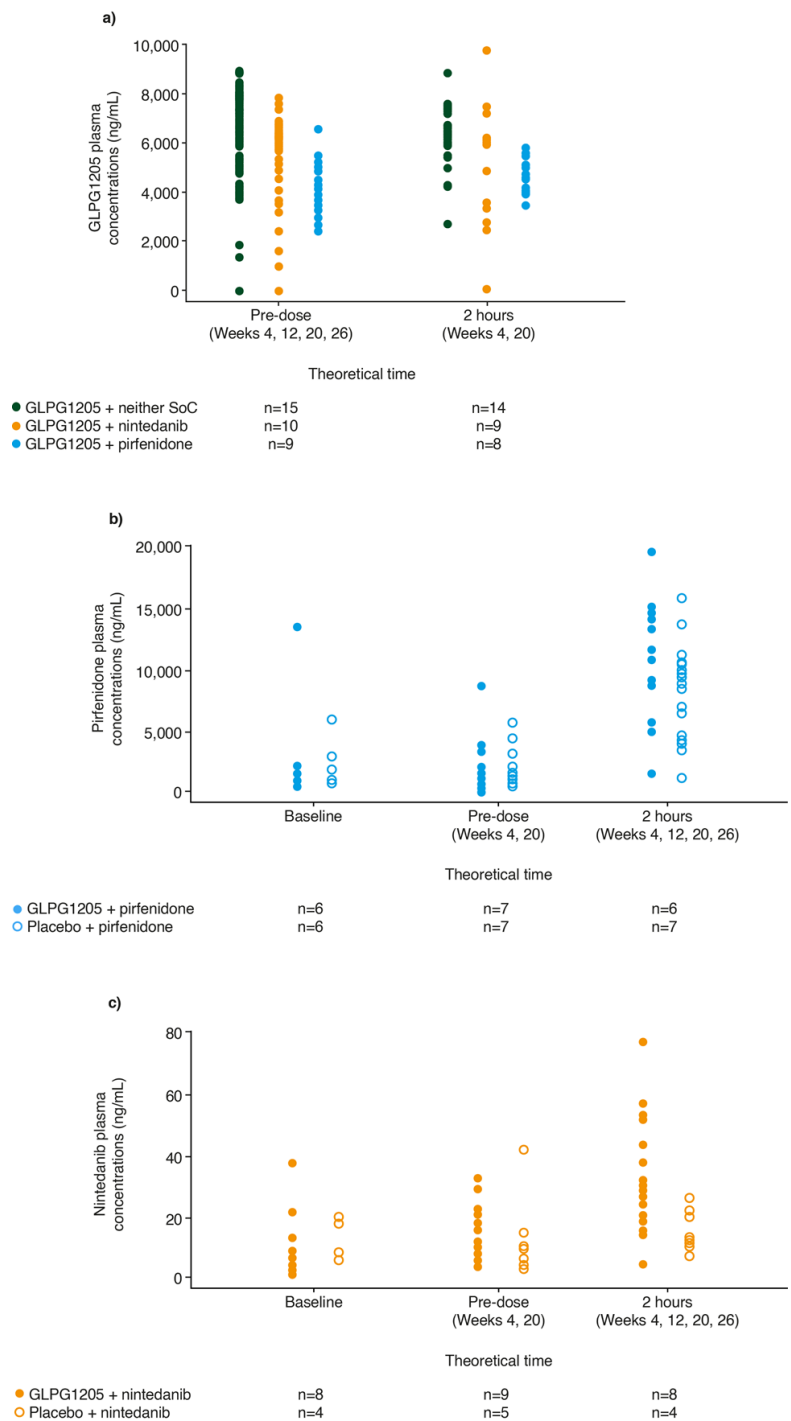 a)
GLPG1205 plasma
concentrations (ng/mL)
10,000
8,000
6,000
4,000
2,000
0
Pre-dose 2 hours
(Weeks 4, 12, 20, 26) (Weeks 4, 20)
Theoretical time
GLPG1205 + neither SoC n=15 n=14
GLPG1205 + nintedanib n=10 n=9
GLPG1205 + pirfenidone n=9 n=8
b)
Pirfenidone plasma
concentrations (ng/mL)
20,000
15,000
10,000
5,000
0
Baseline Pre-dose 2 hours
(Weeks 4, 20) (Weeks 4, 12, 20, 26)
Theoretical time
GLPG1205 + pirfenidone n=6 n=7 n=6
Placebo + pirfenidone n=6 n=7 n=7
c)
Nintedanib plasma
concentrations (ng/mL)
80
60
40
20
0
Baseline Pre-dose 2 hours
(Weeks 4, 20) (Weeks 4, 12, 20, 26)
Theoretical time
GLPG1205 + nintedanib n=8 n=9 n=8
Placebo + nintedanib n=4 n=5 n=4